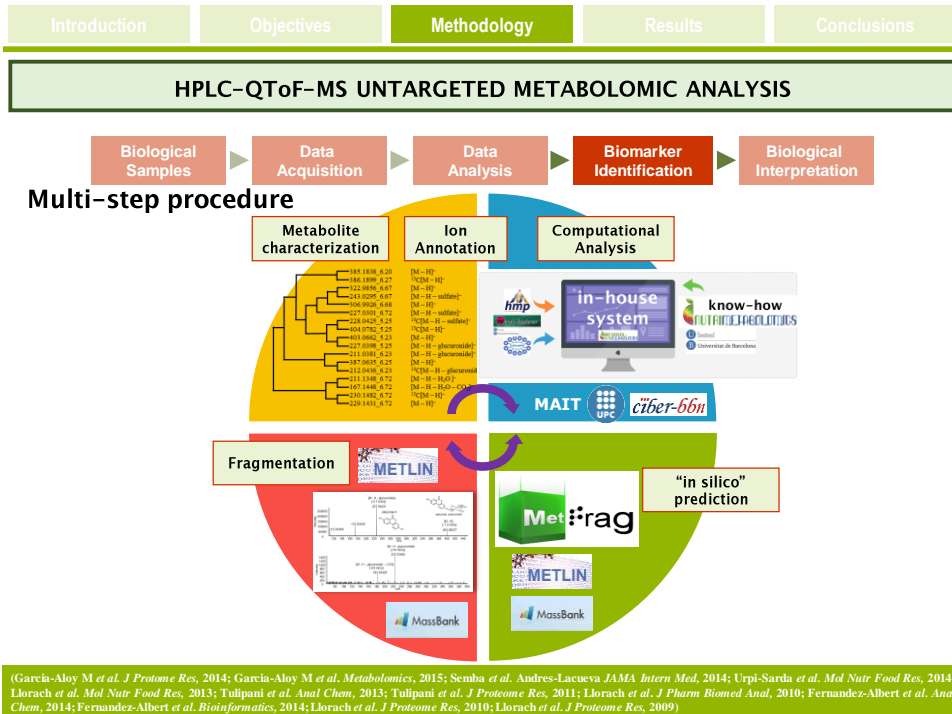 Introduction
Objectives
Methodology
Results
Conclusions
HPLC-QToF-MS UNTARGETED METABOLOMIC ANALYSIS
Biological
Samples
Data
Acquisition
Data
Analysis
Biomarker
Identification
Biological
Interpretation
Multi-step procedure
Metabolite
characterization
Ion
Annotation
Computational
Analysis
385.1838_6.20 [M – H]⁻
386.1899_6.27 ¹³C[M – H]⁻
322.9856_6.67 [M – H]⁻
243.0295_6.67 [M – H – sulfate]⁻
306.9926_6.68 [M – H]⁻
227.0301_6.72 [M – H – sulfate]⁻
228.0425_5.25 ¹³C[M – H – sulfate]⁻
404.0782_5.25 ¹³C[M – H]⁻
403.0662_5.23 [M – H]⁻
227.0398_5.25 [M – H – glucuronide]⁻
211.0381_6.23 [M – H – glucuronide]⁻
387.0635_6.25 [M – H]⁻
212.0436_6.23 ¹³C[M – H – glucuronid
211.1348_6.72 [M – H – H₂O]⁻
167.1448_6.72 [M – H – H₂O – CO₂]⁻
230.1482_6.72 ¹³C[M – H]⁻
229.1431_6.72 [M – H]⁻
hmp
in-house
system
know-how
NUTRIMETABOLOMICS
Universitat de Barcelona
MAIT
UPC
ciber-bbn
Fragmentation
METLIN
MassBank
"in silico"
prediction
MetFrag
METLIN
MassBank
(Garcia-Aloy M et al. J Protome Res, 2014; Garcia-Aloy M et al. Metabolomics, 2015; Semba et al. Andres-Lacueva JAMA Intern Med, 2014; Urpi-Sarda et al. Mol Nutr Food Res, 2014
Llorach et al. Mol Nutr Food Res, 2013; Tulipani et al. Anal Chem, 2013; Tulipani et al. J Proteome Res, 2011; Llorach et al. J Pharm Biomed Anal, 2010; Fernandez-Albert et al. Ana
Chem, 2014; Fernandez-Albert et al. Bioinformatics, 2014; Llorach et al. J Proteome Res, 2010; Llorach et al. J Proteome Res, 2009)